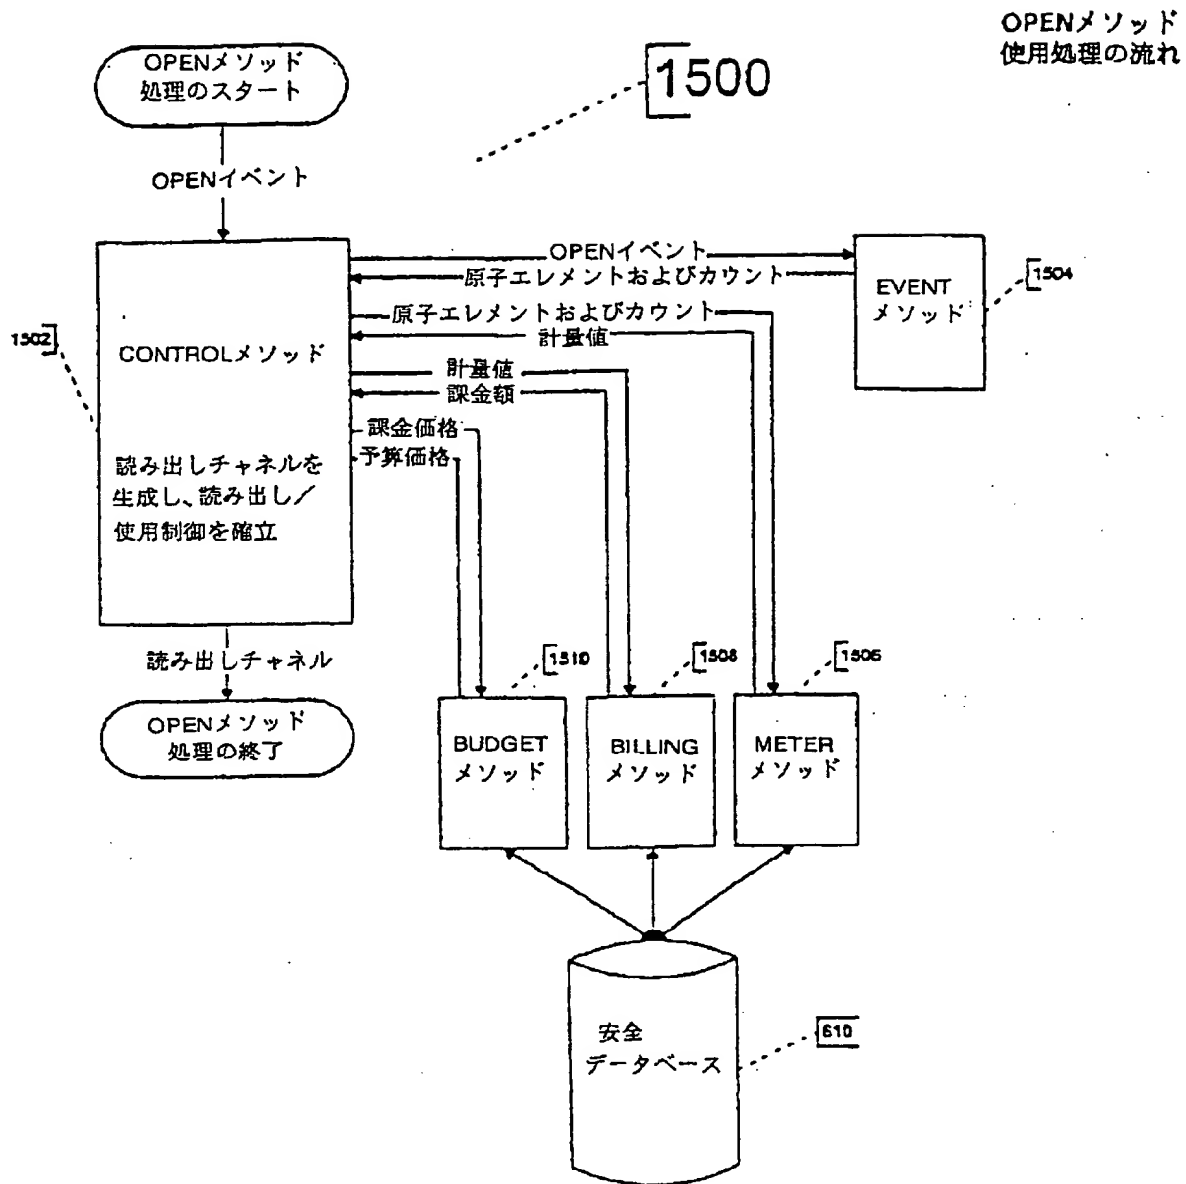 OPENメソッド
使用処理の流れ
OPENメソッド
処理のスタート
1500
OPENイベント
OPENイベント
原子エレメントおよびカウント
EVENT
メソッド
1504
原子エレメントおよびカウント
計量値
1502
CONTROLメソッド
計量値
課金額
課金価格
予算価格
読み出しチャネルを
生成し、読み出し/
使用制御を確立
読み出しチャネル
1510
1508
1506
OPENメソッド
処理の終了
BUDGET
メソッド
BILLING
メソッド
METER
メソッド
安全
データベース
610